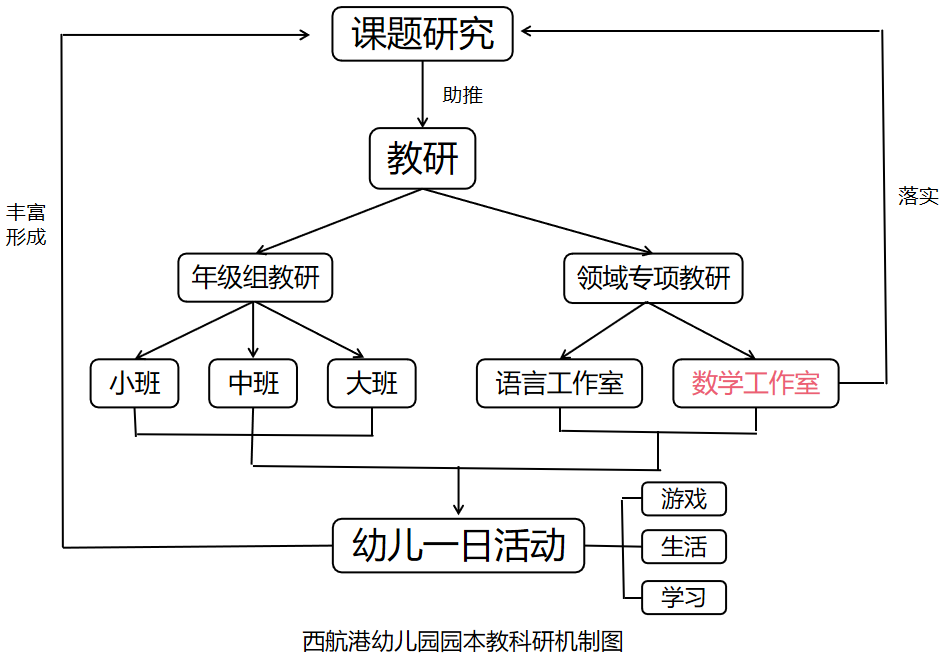 课题研究
助推
教研
丰富
形成
落实
年级组教研
领域专项教研
小班
中班
大班
语言工作室
数学工作室
游戏
幼儿一日活动
生活
学习
西航港幼儿园园本教科研机制图